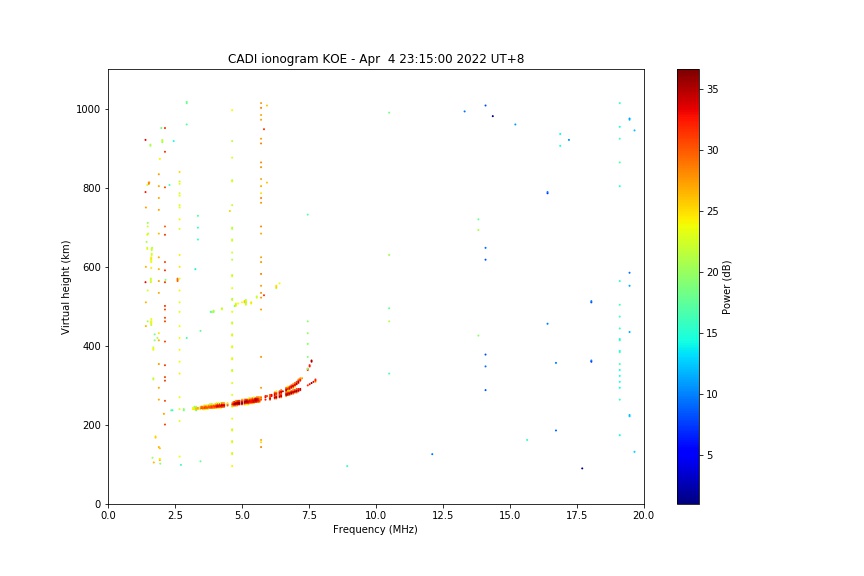 CADI ionogram KOE - Apr  4 23:15:00 2022 UT+8
1000
800
600
400
200
0
Virtual height (km)
0.0 2.5 5.0 7.5 10.0 12.5 15.0 17.5 20.0
Frequency (MHz)
35
30
25
20
15
10
5
Power (dB)